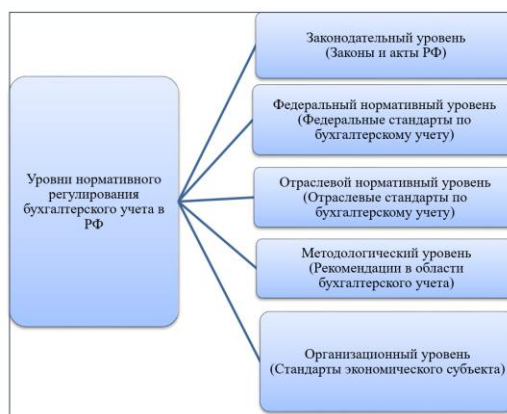 Уровни нормативного
регулирования
бухгалтерского учета в
РФ
Законодательный уровень
(Законы и акты РФ)
Федеральный нормативный уровень
(Федеральные стандарты по
бухгалтерскому учету)
Отраслевой нормативный уровень
(Отраслевые стандарты по
бухгалтерскому учету)
Методологический уровень
(Рекомендации в области
бухгалтерского учета)
Организационный уровень
(Стандарты экономического субъекта)